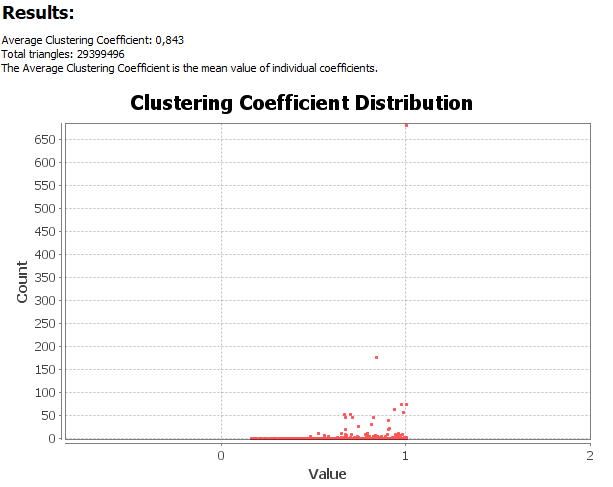 Results:
Average Clustering Coefficient: 0,843
Total triangles: 29399496
The Average Clustering Coefficient is the mean value of individual coefficients.
Clustering Coefficient Distribution
650
600
550
500
450
400
350
300
250
200
150
100
50
0
Count
0 1 2
Value